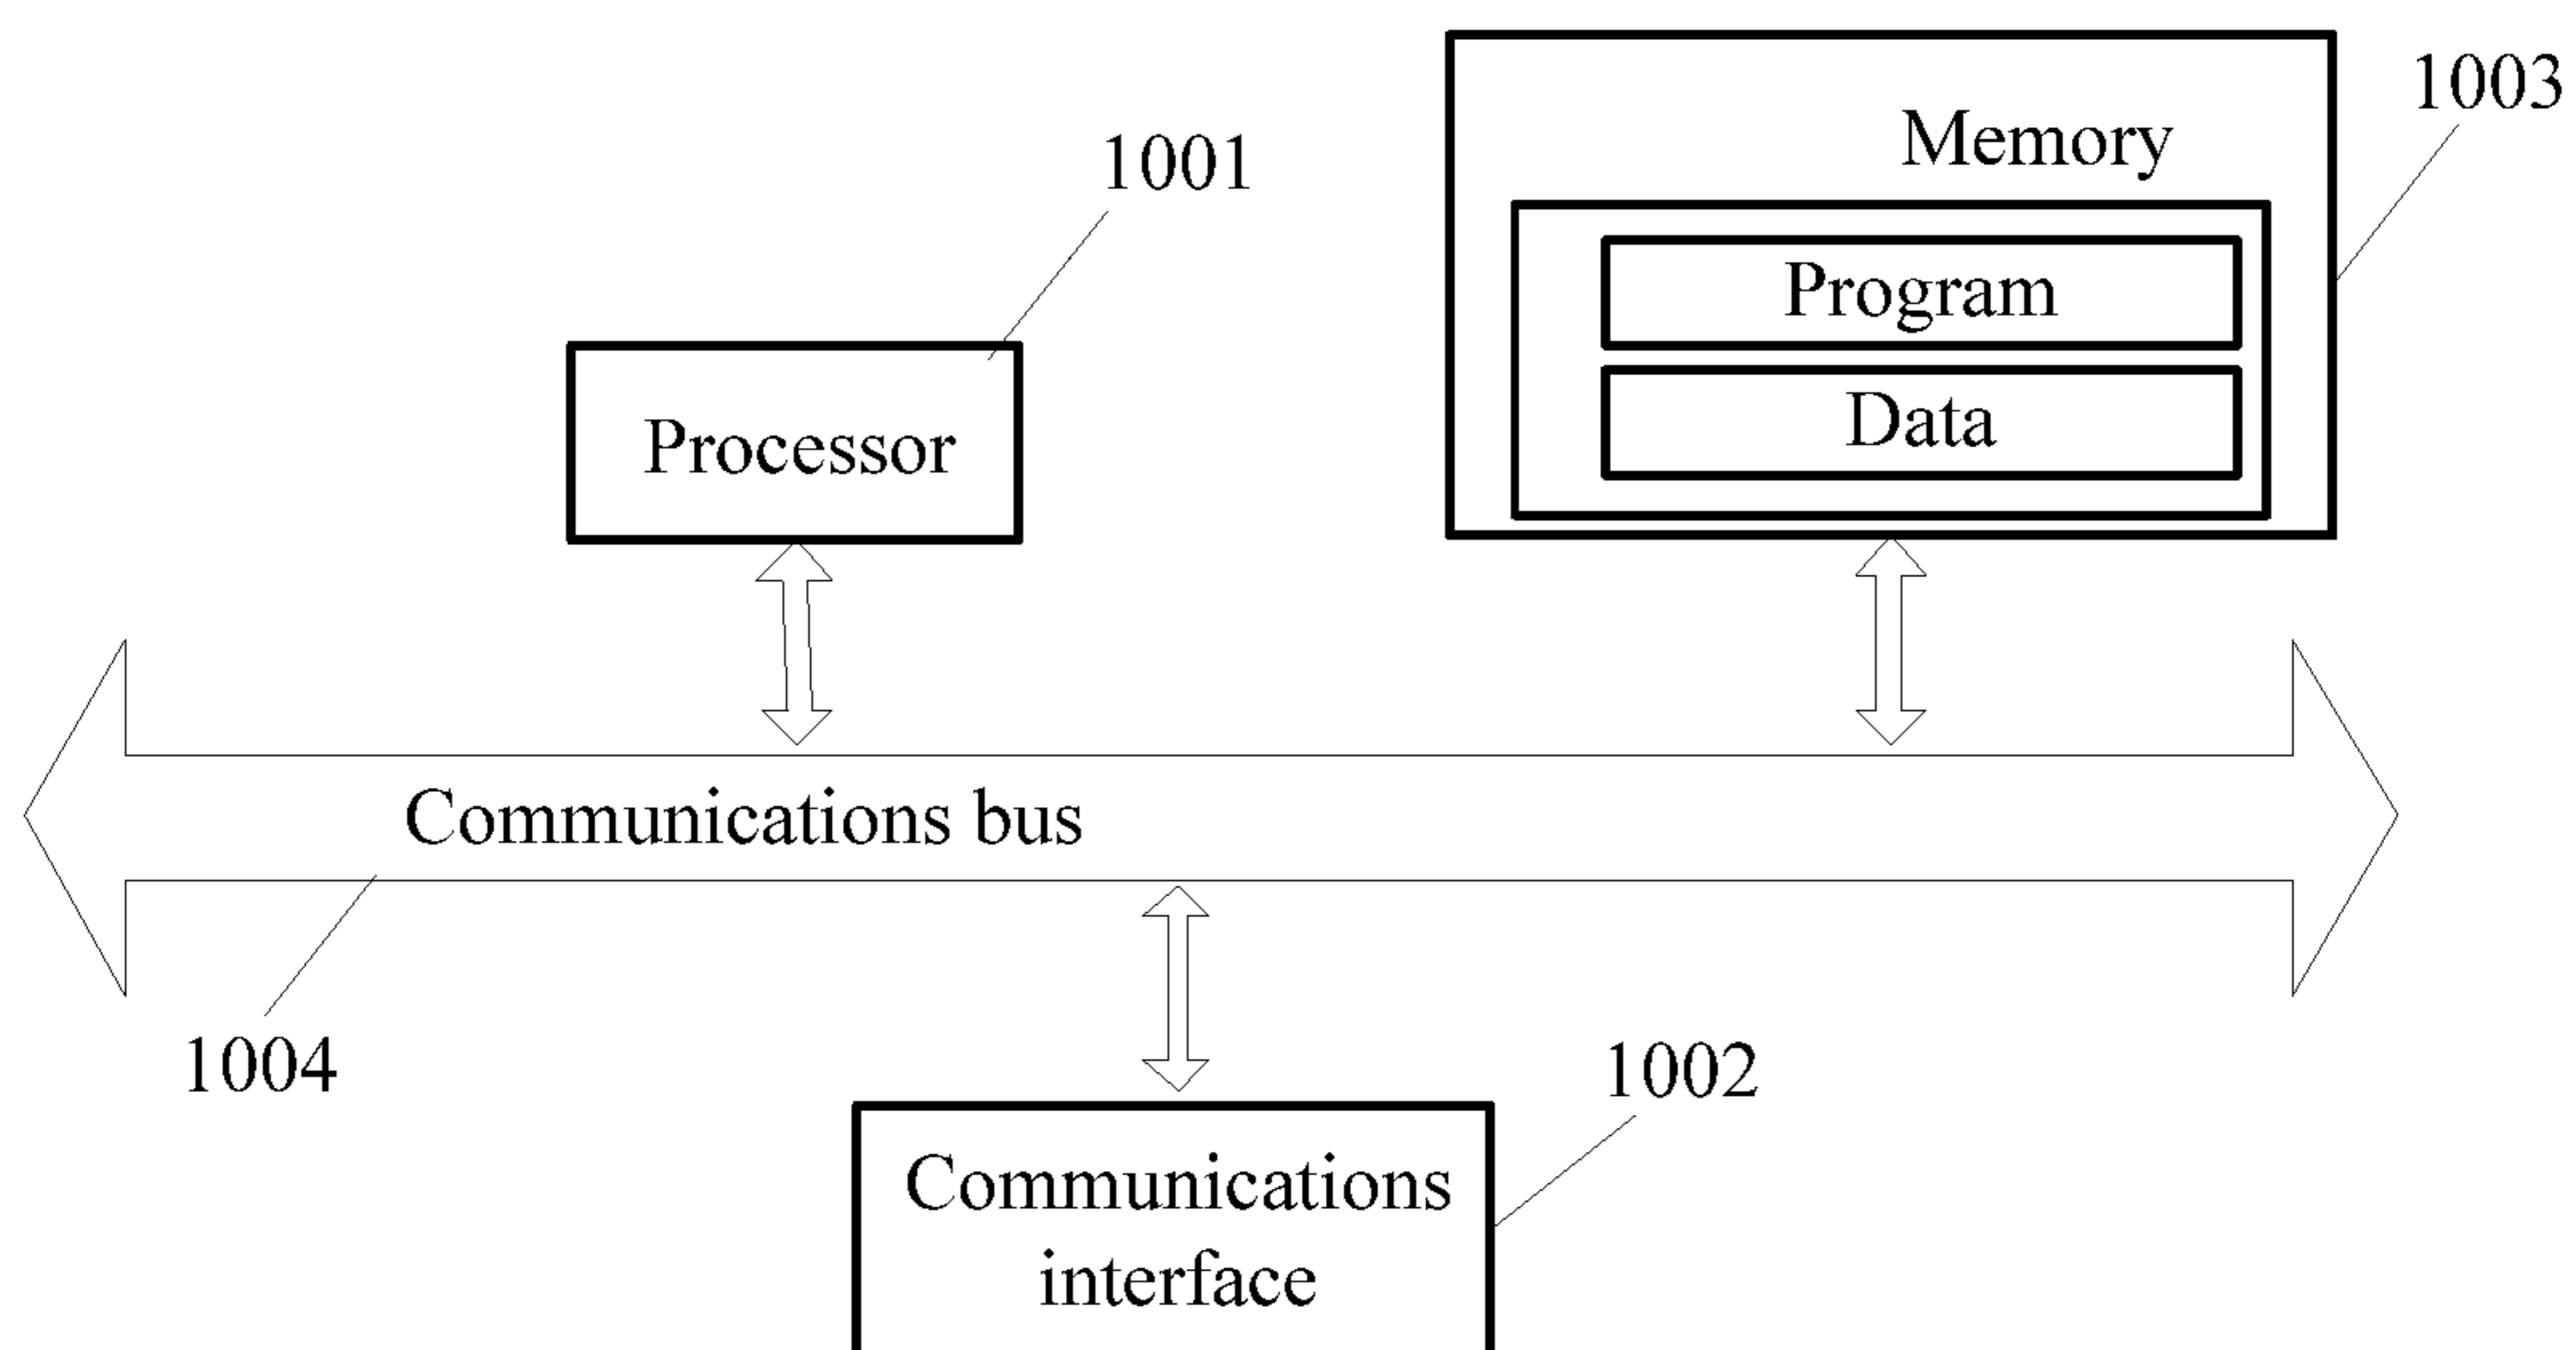 1003
Memory
1001
Program
Data
Processor
Communications bus
1004
1002
Communications
interface